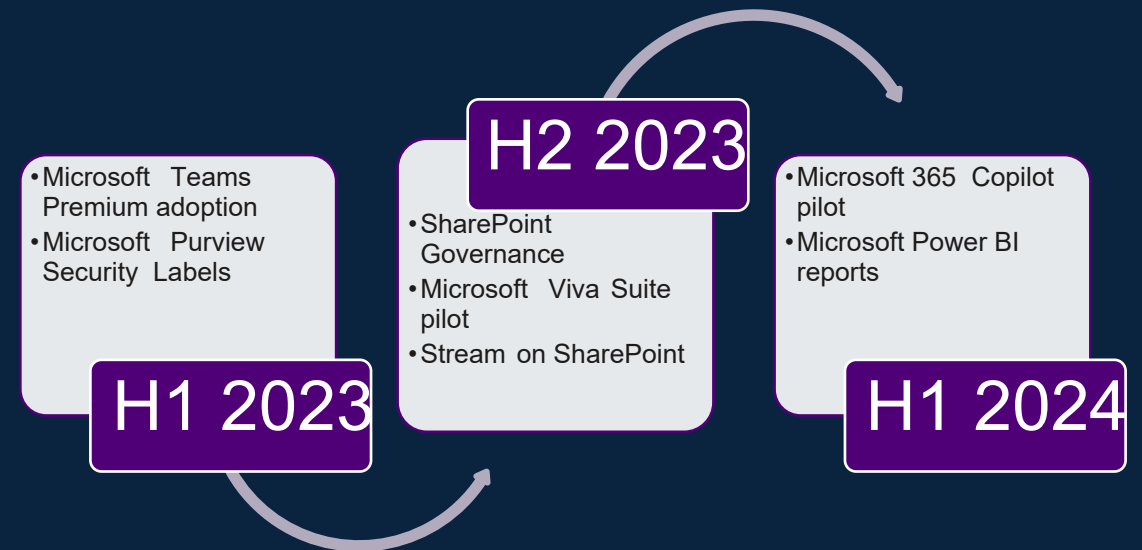 • Microsoft Teams
Premium adoption
• Microsoft Purview
Security Labels
H1 2023
H2 2023
• SharePoint
Governance
• Microsoft Viva Suite
pilot
• Stream on SharePoint
• Microsoft 365 Copilot
pilot
• Microsoft Power BI
reports
H1 2024